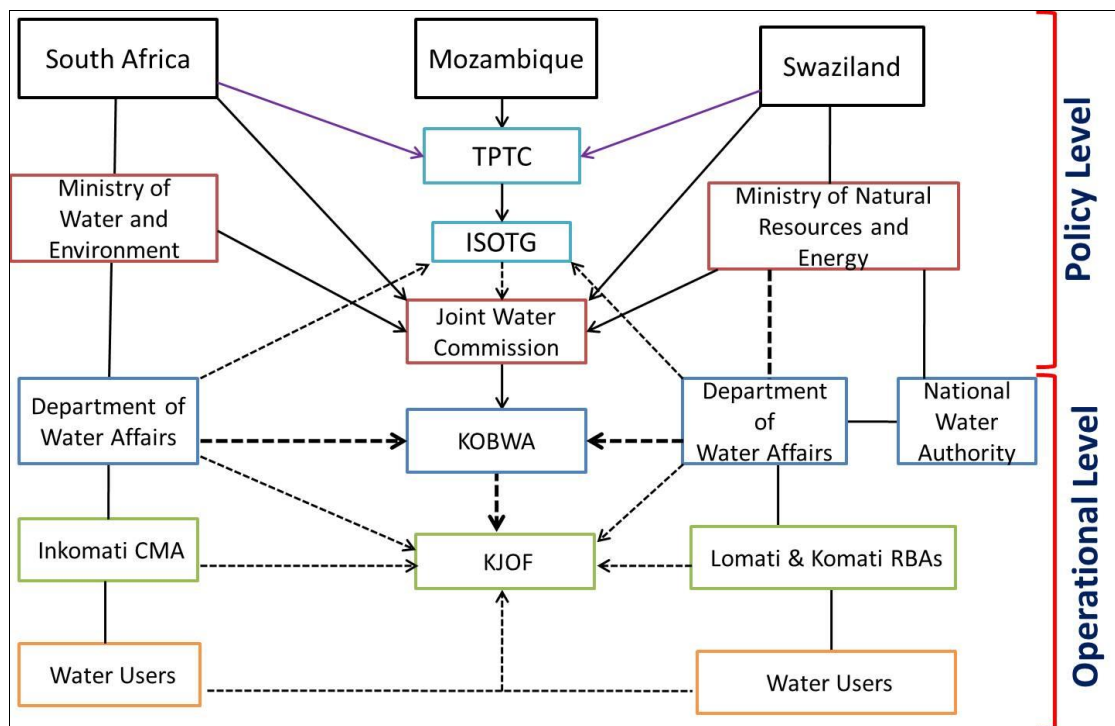 South Africa
Mozambique
Swaziland
TPTC
Ministry of
Water and
Environment
Ministry of Natural
Resources and
Energy
ISOTG
Joint Water
Commission
Policy Level
Department of
Water Affairs
KOBWA
Department
of
Water Affairs
National
Water
Authority
Inkomati CMA
KJOF
Lomati & Komati RBAs
Water Users
Water Users
Operational Level